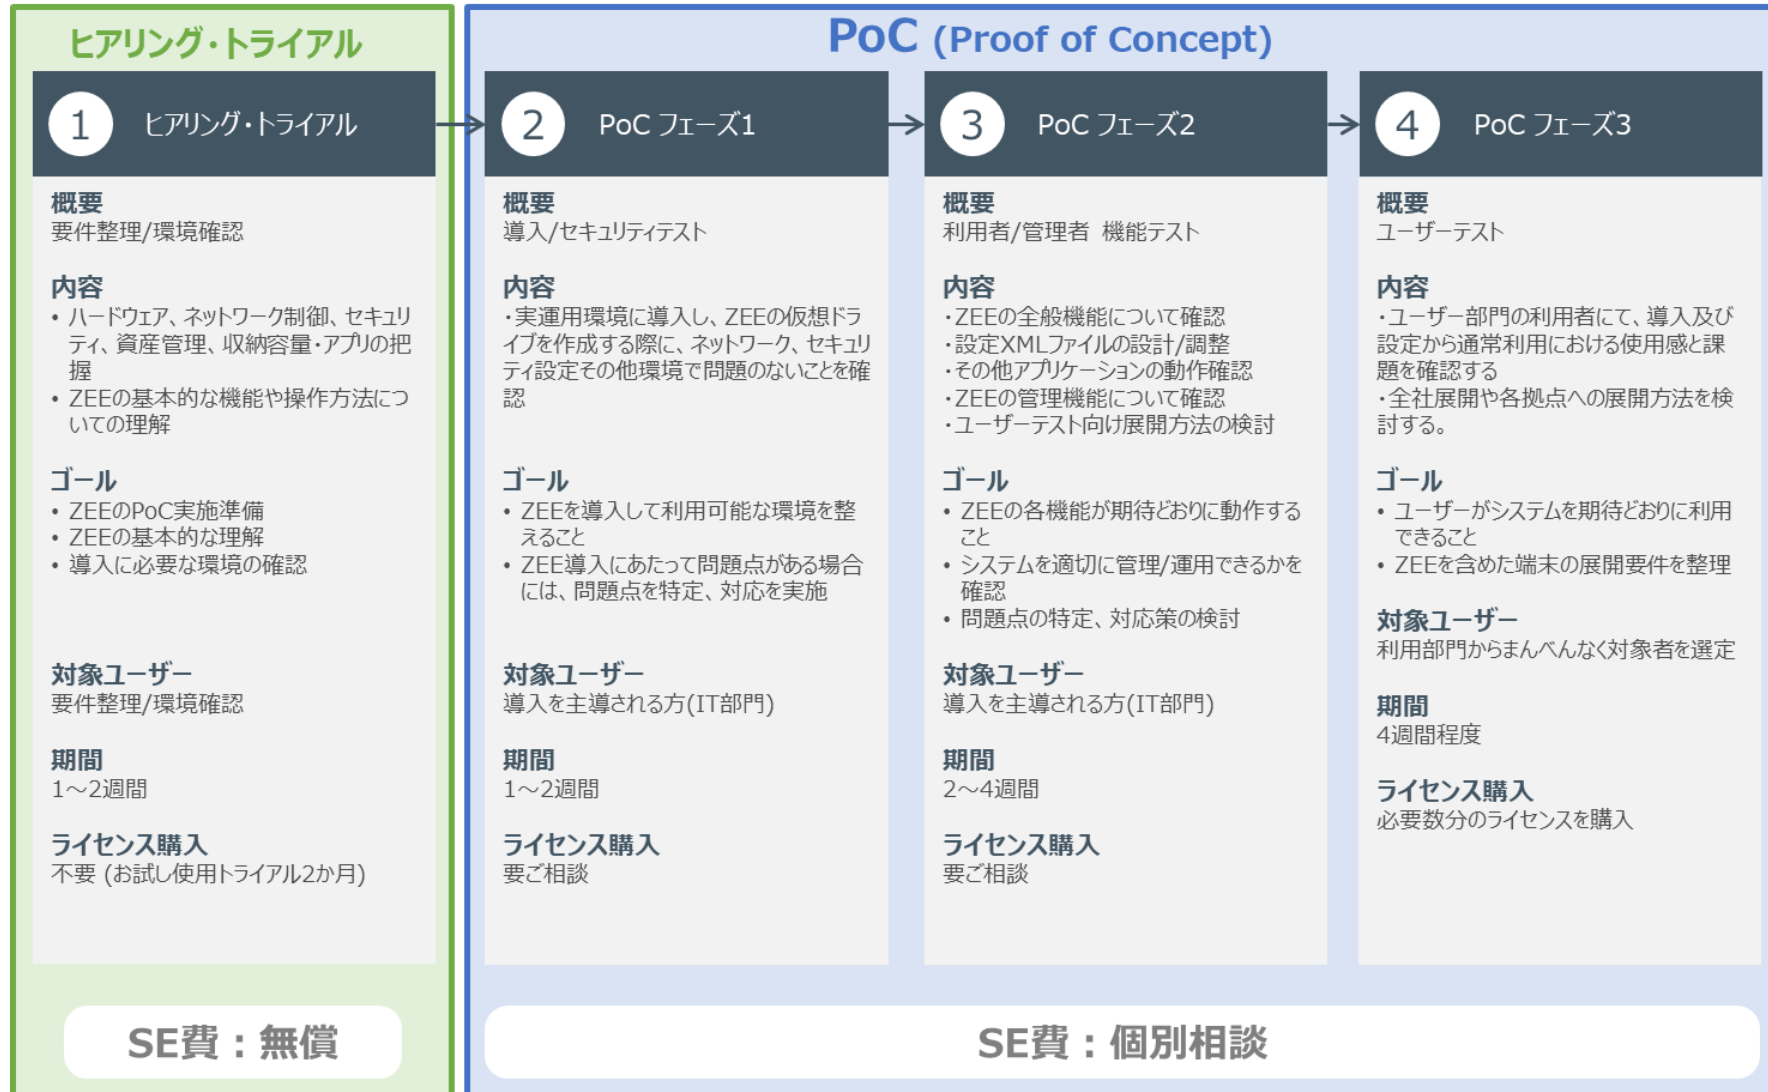 ヒアリング・トライアル
1
ヒアリング・トライアル
概要
要件整理/環境確認
内容
• ハードウェア、ネットワーク制御、セキュリ
ティ、資産管理、収納容量・アプリの把
握
• ZEEの基本的な機能や操作方法につ
いての理解
ゴール
• ZEEのPoC実施準備
• ZEEの基本的な理解
• 導入に必要な環境の確認
対象ユーザー
要件整理/環境確認
期間
1～2週間
ライセンス購入
不要 (お試し使用トライアル2か月)
SE費：無償
PoC (Proof of Concept)
2
PoC フェーズ1
概要
導入/セキュリティテスト
内容
・実運用環境に導入し、ZEEの仮想ドラ
イブを作成する際に、ネットワーク、セキュリ
ティ設定その他環境で問題のないことを確
認
ゴール
• ZEEを導入して利用可能な環境を整
えること
• ZEE導入にあたって問題点がある場合
には、問題点を特定、対応を実施
対象ユーザー
導入を主導される方(IT部門)
期間
1～2週間
ライセンス購入
要ご相談
3
PoC フェーズ2
概要
利用者/管理者 機能テスト
内容
・ZEEの全般機能について確認
・設定XMLファイルの設計/調整
・その他アプリケーションの動作確認
・ZEEの管理機能について確認
・ユーザーテスト向け展開方法の検討
ゴール
• ZEEの各機能が期待どおりに動作する
こと
• システムを適切に管理/運用できるかを
確認
• 問題点の特定、対応策の検討
対象ユーザー
導入を主導される方(IT部門)
期間
2～4週間
ライセンス購入
要ご相談
4
PoC フェーズ3
概要
ユーザーテスト
内容
・ユーザー部門の利用者にて、導入及び
設定から通常利用における使用感と課
題を確認する
・全社展開や各拠点への展開方法を検
討する。
ゴール
• ユーザーがシステムを期待どおりに利用
できること
• ZEEを含めた端末の展開要件を整理
対象ユーザー
利用部門からまんべんなく対象者を選定
期間
4週間程度
ライセンス購入
必要数分のライセンスを購入
SE費：個別相談